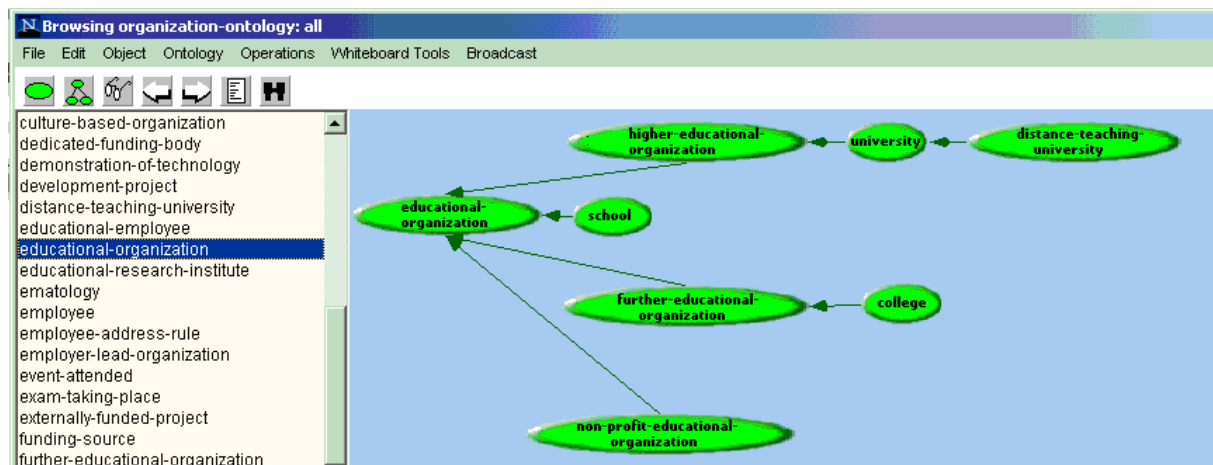 Browsing organization-ontology: all
File Edit Object Ontology Operations Whiteboard Tools Broadcast
culture-based-organization
dedicated-funding-body
demonstration-of-technology
development-project
distance-teaching-university
educational-employee
educational-organization
educational-research-institute
ematology
employee
employee-address-rule
employer-lead-organization
event-attended
exam-taking-place
externally-funded-project
funding-source
further-educational-organization
higher-educational-
organization
university
distance-teaching-
university
educational-
organization
school
further-educational-
organization
college
non-profit-educational-
organization